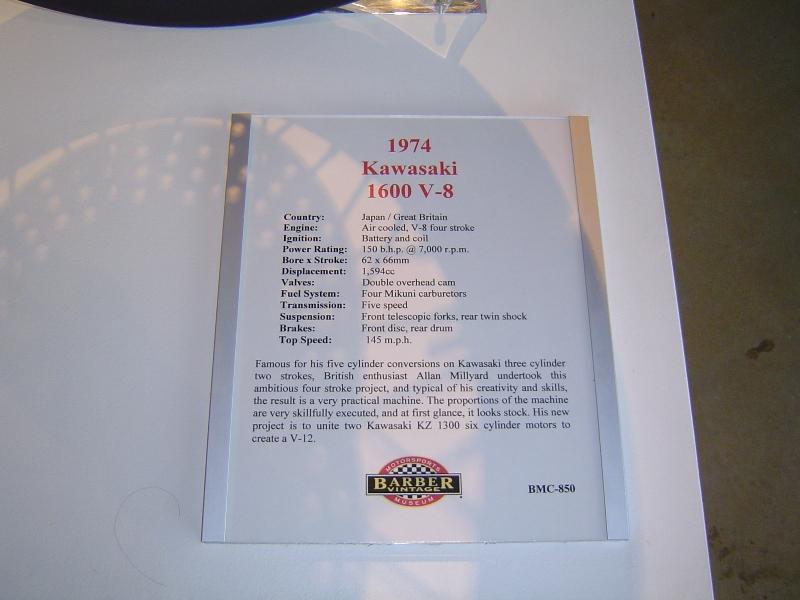 1974
Kawasaki
1600 V-8
Country: Japan / Great Britain
Engine: Air cooled, V-8 four stroke
Ignition: Battery and coil
Power Rating: 150 b.h.p. @ 7,000 r.p.m.
Bore x Stroke: 62 x 66mm
Displacement: 1,594cc
Valves: Double overhead cam
Fuel System: Four Mikuni carburetors
Transmission: Five speed
Suspension: Front telescopic forks, rear twin shock
Brakes: Front disc, rear drum
Top Speed: 145 m.p.h.
Famous for his five cylinder conversions on Kawasaki three cylinder
two strokes, British enthusiast Allan Millyard undertook this
ambitious four stroke project, and typical of his creativity and skills,
the result is a very practical machine. The proportions of the machine
are very skillfully executed, and at first glance, it looks stock. His new
project is to unite two Kawasaki KZ 1300 six cylinder motors to
create a V-12.
MOTORSPORTS
BARBER
VINTAGE
MUSEUM
BMC-850